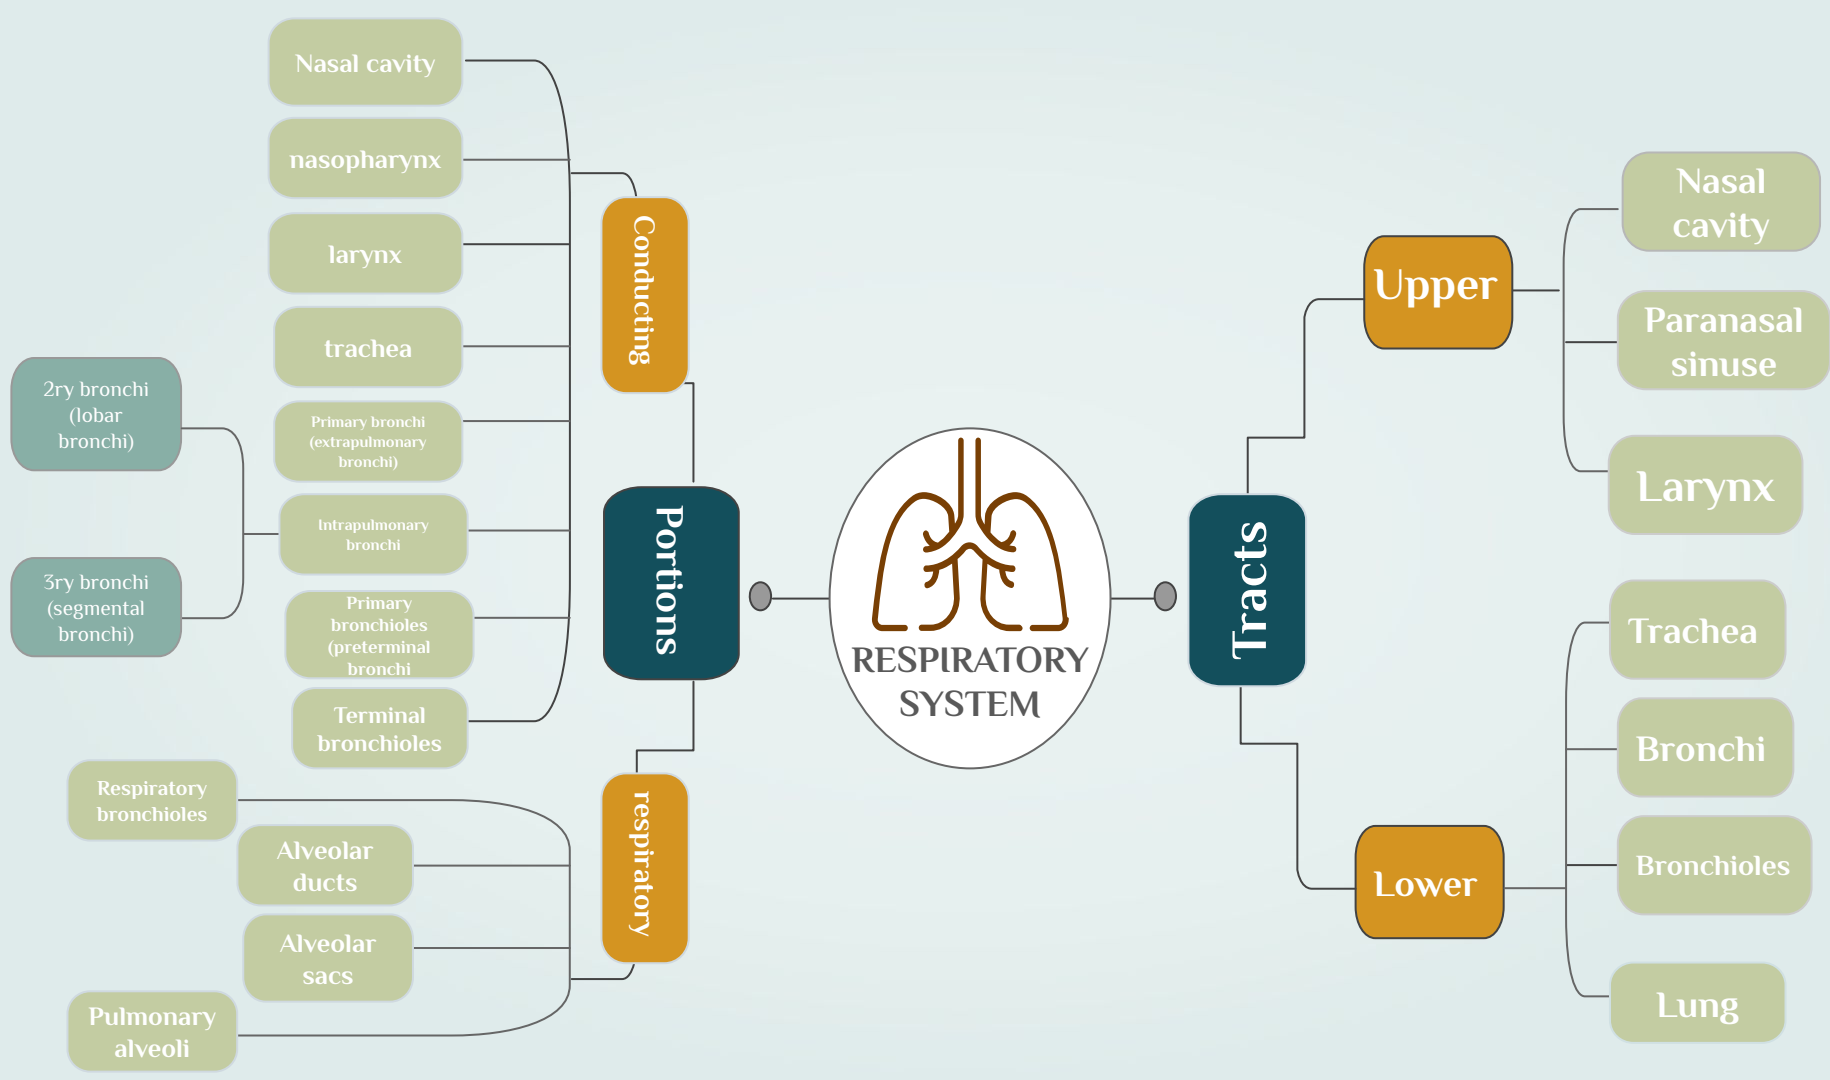 RESPIRATORY
SYSTEM
Portions
Conducting
Nasal cavity
nasopharynx
larynx
trachea
Primary bronchi
(extrapulmonary
bronchi)
Intrapulmonary
bronchi
2ry bronchi
(lobar
bronchi)
3ry bronchi
(segmental
bronchi)
Primary
bronchioles
(preterminal
bronchi
Terminal
bronchioles
respiratory
Respiratory
bronchioles
Alveolar
ducts
Alveolar
sacs
Pulmonary
alveoli
Tracts
Upper
Nasal
cavity
Paranasal
sinuse
Larynx
Lower
Trachea
Bronchi
Bronchioles
Lung